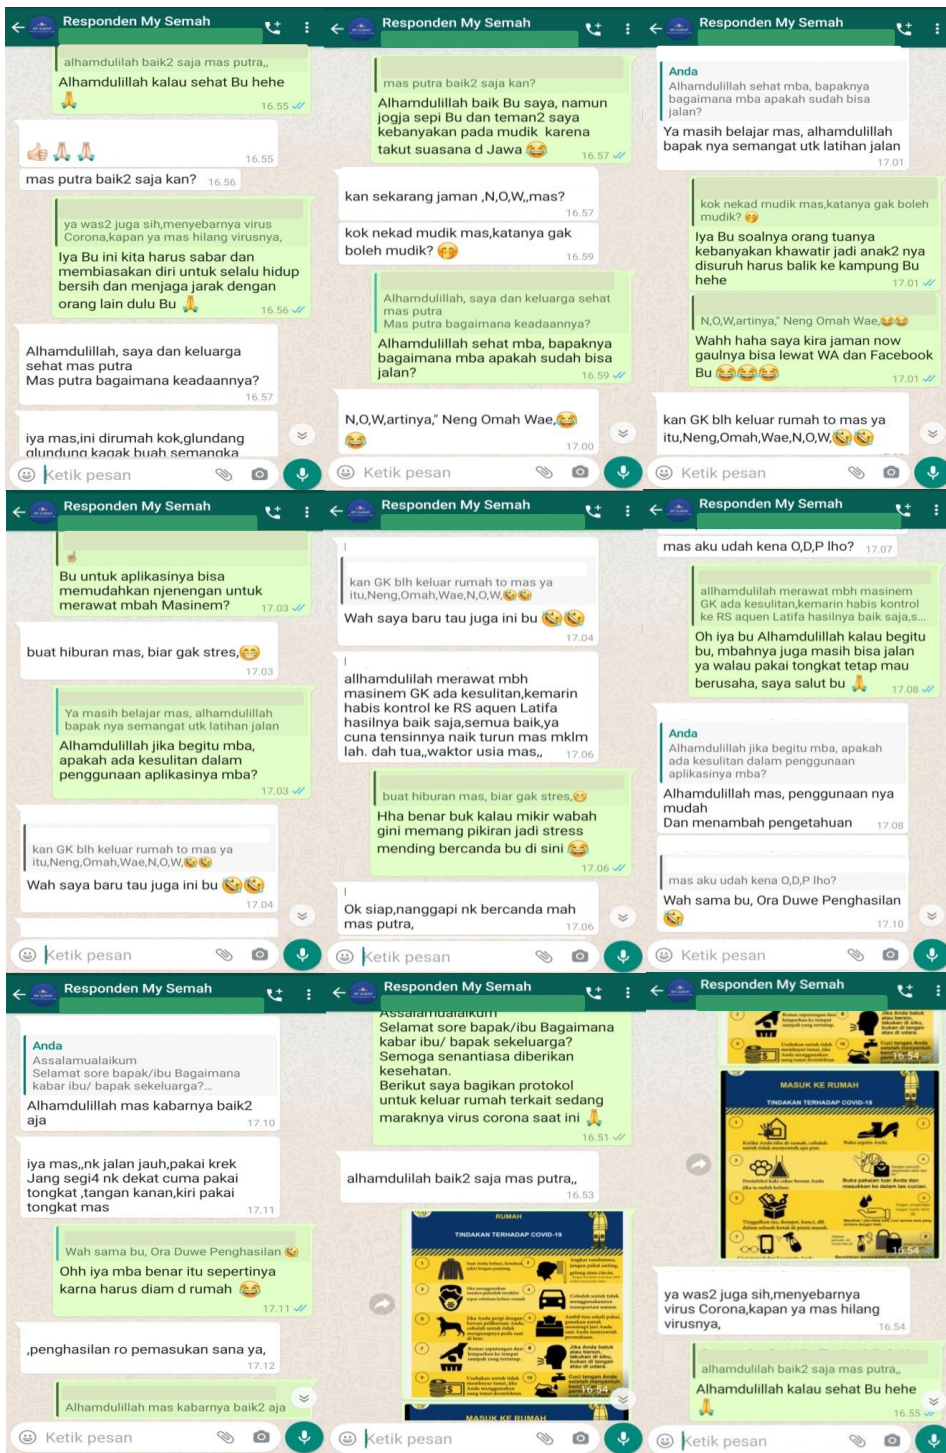 Responden My Semah
alhamdulilah baik2 saja mas putra,,
Alhamdulillah kalau sehat Bu hehe
16.55
16.55
mas putra baik2 saja kan? 16.56
ya was2 juga sih,menyebarnya virus
Corona,kapan ya mas hilang virusnya,
Iya Bu ini kita harus sabar dan
membiasakan diri untuk selalu hidup
bersih dan menjaga jarak dengan
orang lain dulu Bu 🙏
16.56
Alhamdulillah, saya dan keluarga
sehat mas putra
Mas putra bagaimana keadaannya?
16.57
iya mas,ini dirumah kok,glundang
glundung kagak buah semangka
Ketik pesan
Responden My Semah
mas putra baik2 saja kan?
Alhamdulillah baik Bu saya, namun
jogja sepi Bu dan teman2 saya
kebanyakan pada mudik karena
takut suasana d Jawa 😂
16.57
kan sekarang jaman ,N,O,W,,mas?
16.57
kok nekad mudik mas,katanya gak
boleh mudik? 🤭
16.59
Alhamdulillah, saya dan keluarga sehat
mas putra
Mas putra bagaimana keadaannya?
Alhamdulillah sehat mba, bapaknya
bagaimana mba apakah sudah bisa
jalan?
16.59
N,O,W,artinya," Neng Omah Wae,😂
😂
17.00
Ketik pesan
Responden My Semah
Anda
Alhamdulillah sehat mba, bapaknya
bagaimana mba apakah sudah bisa
jalan?
Ya masih belajar mas, alhamdulillah
bapak nya semangat utk latihan jalan
17.01
kok nekad mudik mas,katanya gak boleh
mudik? 🤭
Iya Bu soalnya orang tuanya
kebanyakan khawatir jadi anak2 nya
disuruh harus balik ke kampung Bu
hehe
17.01
N,O,W,artinya," Neng Omah Wae,😂😂
Wahh haha saya kira jaman now
gaulnya bisa lewat WA dan Facebook
Bu 😂😂😂
17.01
kan GK blh keluar rumah to mas ya
itu,Neng,Omah,Wae,N,O,W,🤣🤣
Ketik pesan
Responden My Semah
Bu untuk aplikasinya bisa
memudahkan njenengan untuk
merawat mbah Masinem?
17.03
buat hiburan mas, biar gak stres,😁
17.03
Ya masih belajar mas, alhamdulillah
bapak nya semangat utk latihan jalan
Alhamdulillah jika begitu mba,
apakah ada kesulitan dalam
penggunaan aplikasinya mba?
17.03
kan GK blh keluar rumah to mas ya
itu,Neng,Omah,Wae,N,O,W,🤣🤣
Wah saya baru tau juga ini bu 🤣🤣
17.04
Ketik pesan
Responden My Semah
kan GK blh keluar rumah to mas ya
itu,Neng,Omah,Wae,N,O,W,🤣🤣
Wah saya baru tau juga ini bu 🤣🤣
17.04
allhamdulilah merawat mbh
masinem GK ada kesulitan,kemarin
habis kontrol ke RS aquen Latifa
hasilnya baik saja,semua baik,ya
cuna tensinnya naik turun mas mklm
lah. dah tua,,waktor usia mas,,
17.06
buat hiburan mas, biar gak stres,😁
Hha benar buk kalau mikir wabah
gini memang pikiran jadi stress
mending bercanda bu di sini 😂
17.06
Ok siap,nanggapi nk bercanda mah
mas putra,
17.06
Ketik pesan
Responden My Semah
mas aku udah kena O,D,P lho? 17.07
allhamdulilah merawat mbh masinem
GK ada kesulitan,kemarin habis kontrol
ke RS aquen Latifa hasilnya baik saja,s...
Oh iya bu Alhamdulillah kalau begitu
bu, mbahnya juga masih bisa jalan
ya walau pakai tongkat tetap mau
berusaha, saya salut bu 🙏
17.08
Anda
Alhamdulillah jika begitu mba, apakah
ada kesulitan dalam penggunaan
aplikasinya mba?
Alhamdulillah mas, penggunaan nya
mudah
Dan menambah pengetahuan
17.08
mas aku udah kena O,D,P lho?
Wah sama bu, Ora Duwe Penghasilan
🤣
17.10
Ketik pesan
Responden My Semah
Anda
Assalamualaikum
Selamat sore bapak/ibu Bagaimana
kabar ibu/ bapak sekeluarga?...
Alhamdulillah mas kabarnya baik2
aja
17.10
iya mas,,nk jalan jauh,pakai krek
Jang segi4 nk dekat cuma pakai
tongkat ,tangan kanan,kiri pakai
tongkat mas
17.11
Wah sama bu, Ora Duwe Penghasilan 🤣
Ohh iya mba benar itu sepertinya
karna harus diam d rumah 😂
17.11
,penghasilan ro pemasukan sana ya,
17.12
Alhamdulillah mas kabarnya baik2 aja
Ketik pesan
Responden My Semah
Assalamualaikum
Selamat sore bapak/ibu Bagaimana
kabar ibu/ bapak sekeluarga?
Semoga senantiasa diberikan
kesehatan.
Berikut saya bagikan protokol
untuk keluar rumah terkait sedang
maraknya virus corona saat ini 🙏
16.51
alhamdulilah baik2 saja mas putra,,
16.53
RUMAH
TINDAKAN TERHADAP COVID-19
16.54
MASUK KE RUMAH
Ketik pesan
Responden My Semah
16.54
MASUK KE RUMAH
TINDAKAN TERHADAP COVID-19
Buka sepatu Anda.
16.54
ya was2 juga sih,menyebarnya
virus Corona,kapan ya mas hilang
virusnya,
16.54
alhamdulilah baik2 saja mas putra,,
Alhamdulillah kalau sehat Bu hehe
🙏
16.55
Ketik pesan